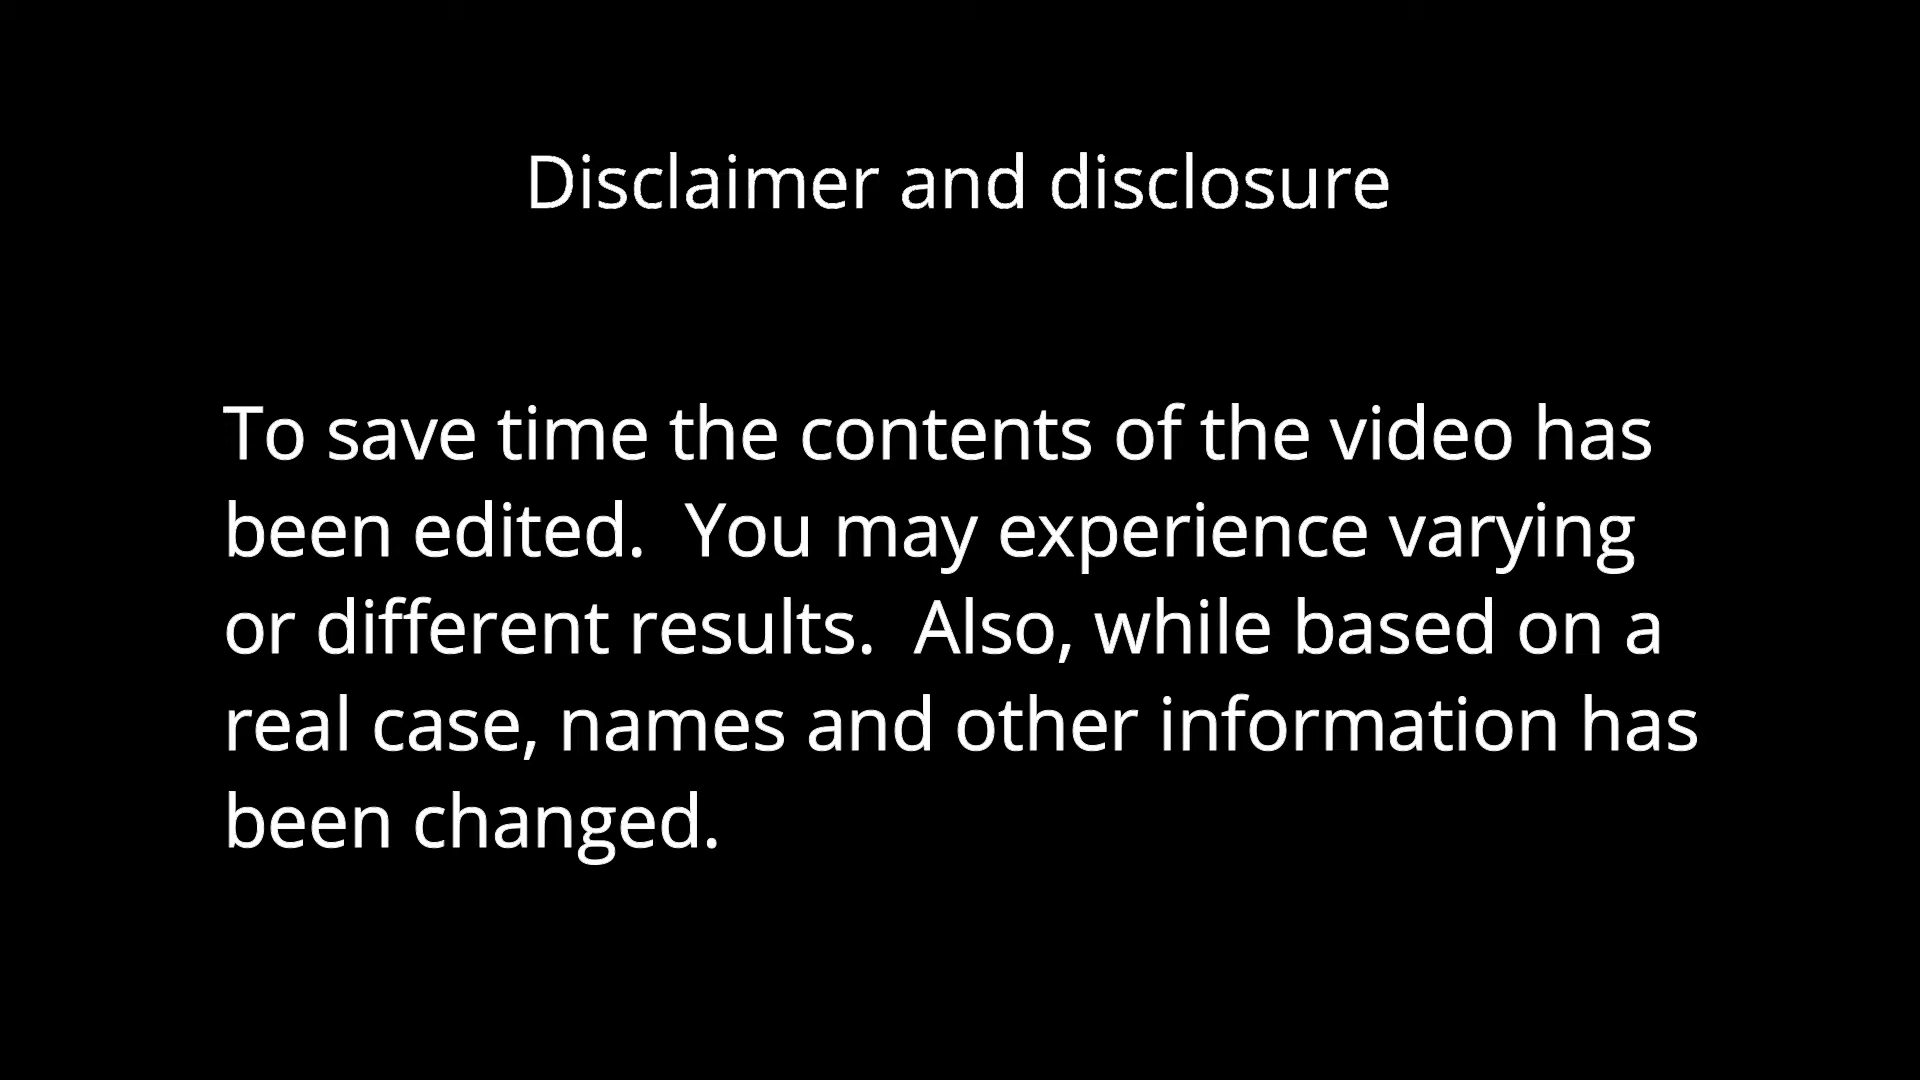 Disclaimer and disclosure
To save time the contents of the video has
been edited.  You may experience varying
or different results.  Also, while based on a
real case, names and other information has
been changed.